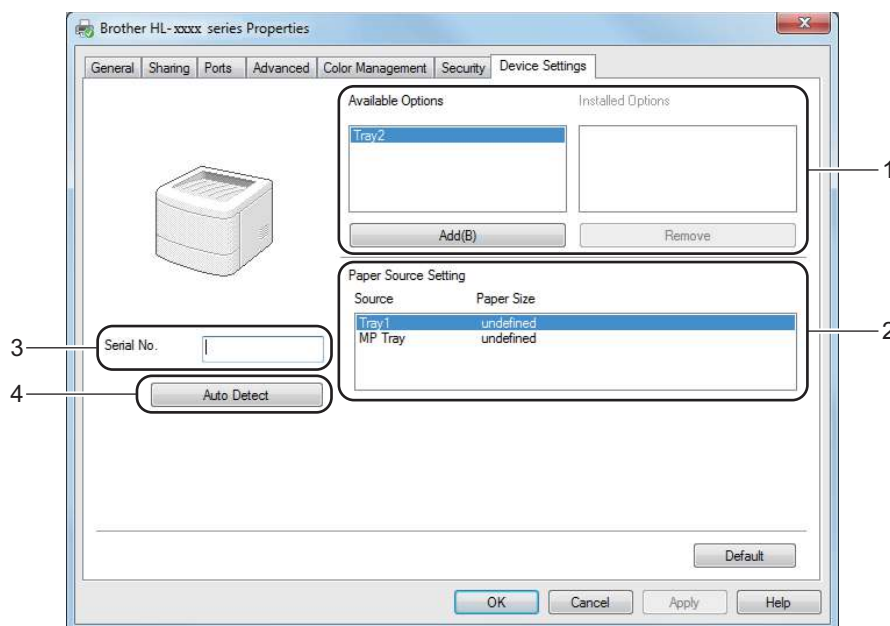 Brother HL-xxxx series Properties
General Sharing Ports Advanced Color Management Security Device Settings
Available Options Installed Options
Tray2
1
Add(B) Remove
Paper Source Setting
Source Paper Size
Tray1 undefined
MP Tray undefined
2
3 Serial No.
4 Auto Detect
Default
OK Cancel Apply Help